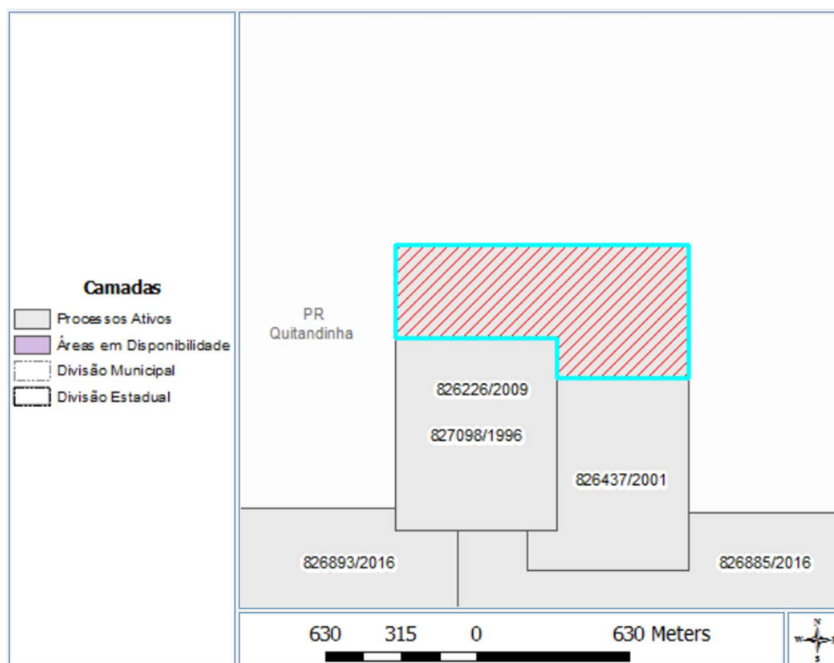 Camadas
Processos Ativos
Áreas em Disponibilidade
Divisão Municipal
Divisão Estadual
PR
Quitandinha
826226/2009
827098/1996
826437/2001
826893/2016
826885/2016
630 315 0 630 Meters
N
W
S